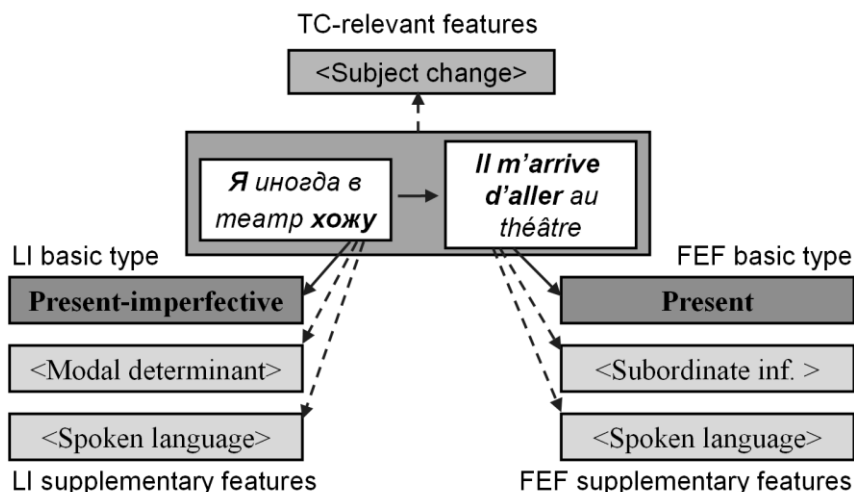 TC-relevant features
<Subject change>
Я иногда в
театр хожу
Il m'arrive
d'aller au
théâtre
LI basic type
FEF basic type
Present-imperfective
Present
<Modal determinant>
<Subordinate inf. >
<Spoken language>
<Spoken language>
LI supplementary features
FEF supplementary features